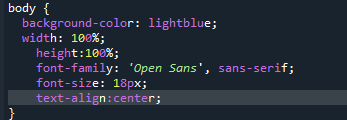 body {
background-color: lightblue;
width: 100%;
height:100%;
font-family: 'Open Sans', sans-serif;
font-size: 18px;
text-align:center;
}